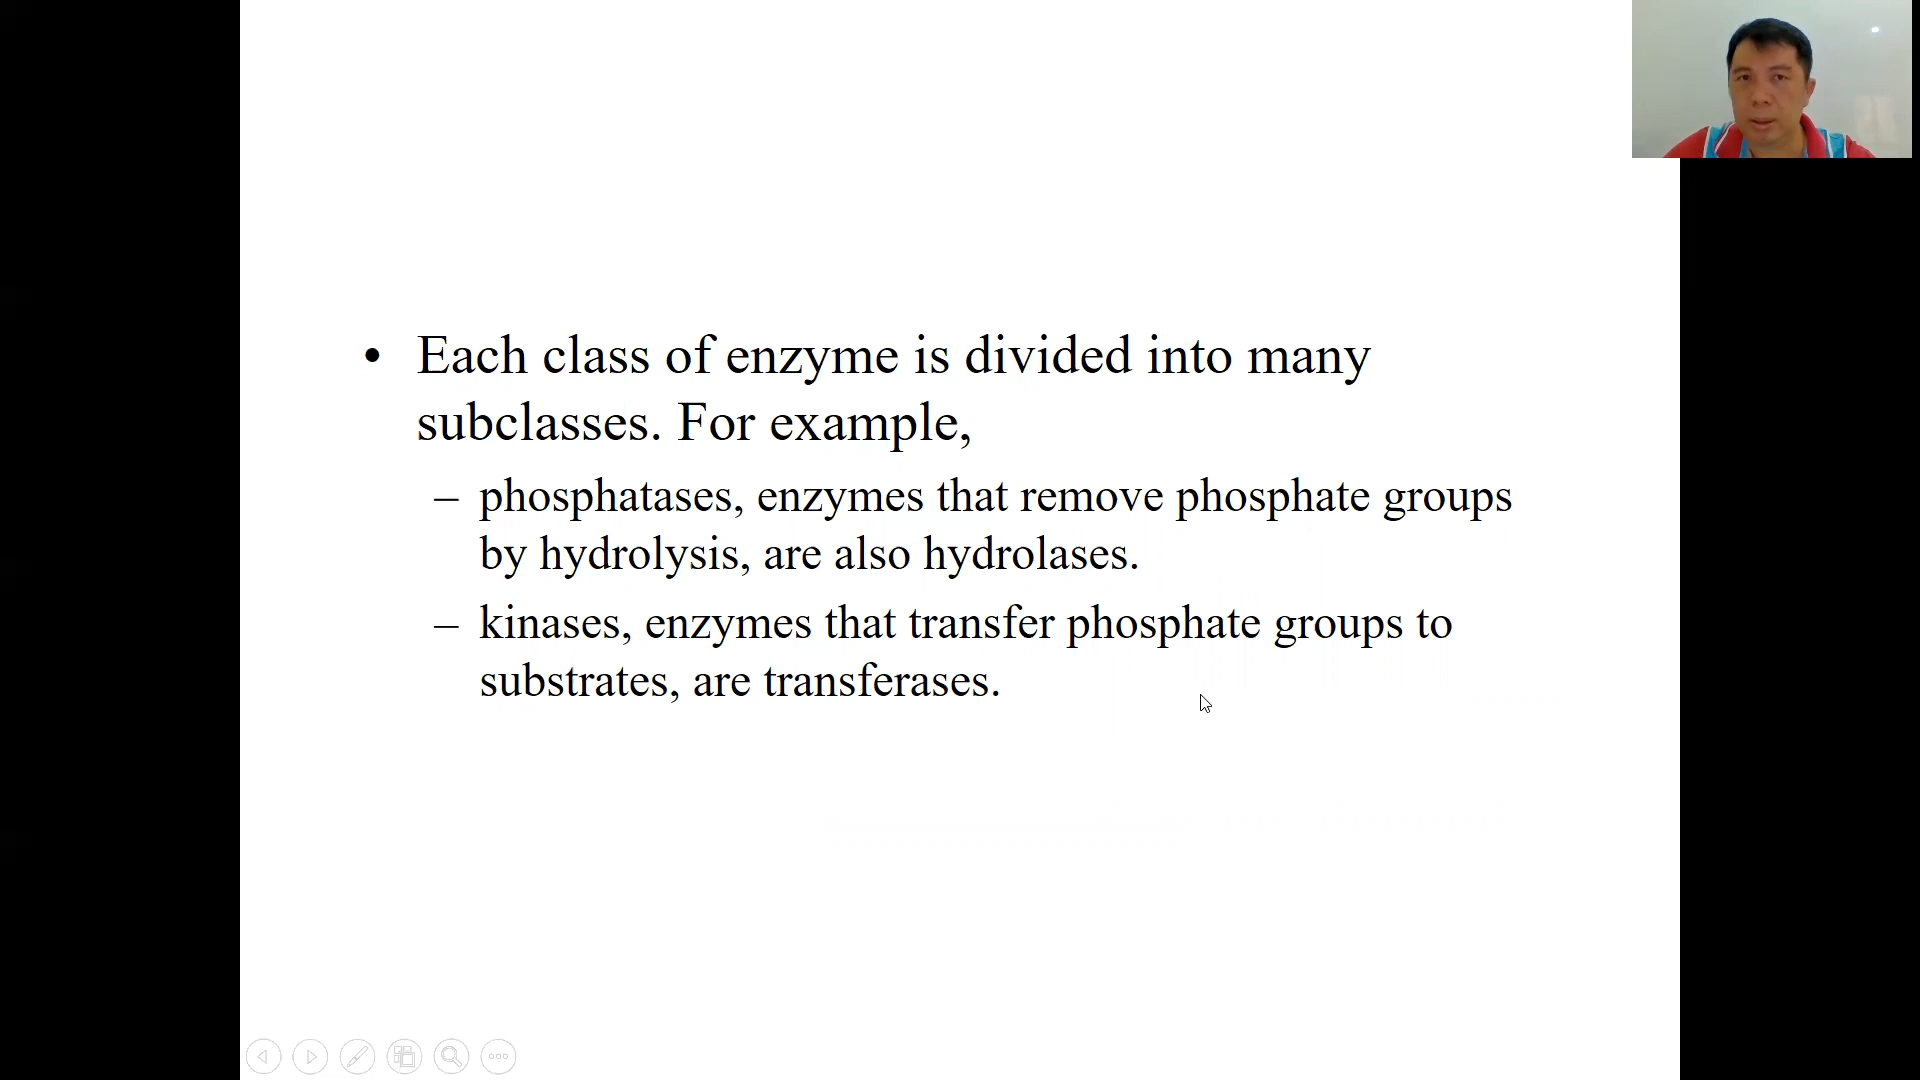 • Each class of enzyme is divided into many
subclasses. For example,
– phosphatases, enzymes that remove phosphate groups
by hydrolysis, are also hydrolases.
– kinases, enzymes that transfer phosphate groups to
substrates, are transferases.